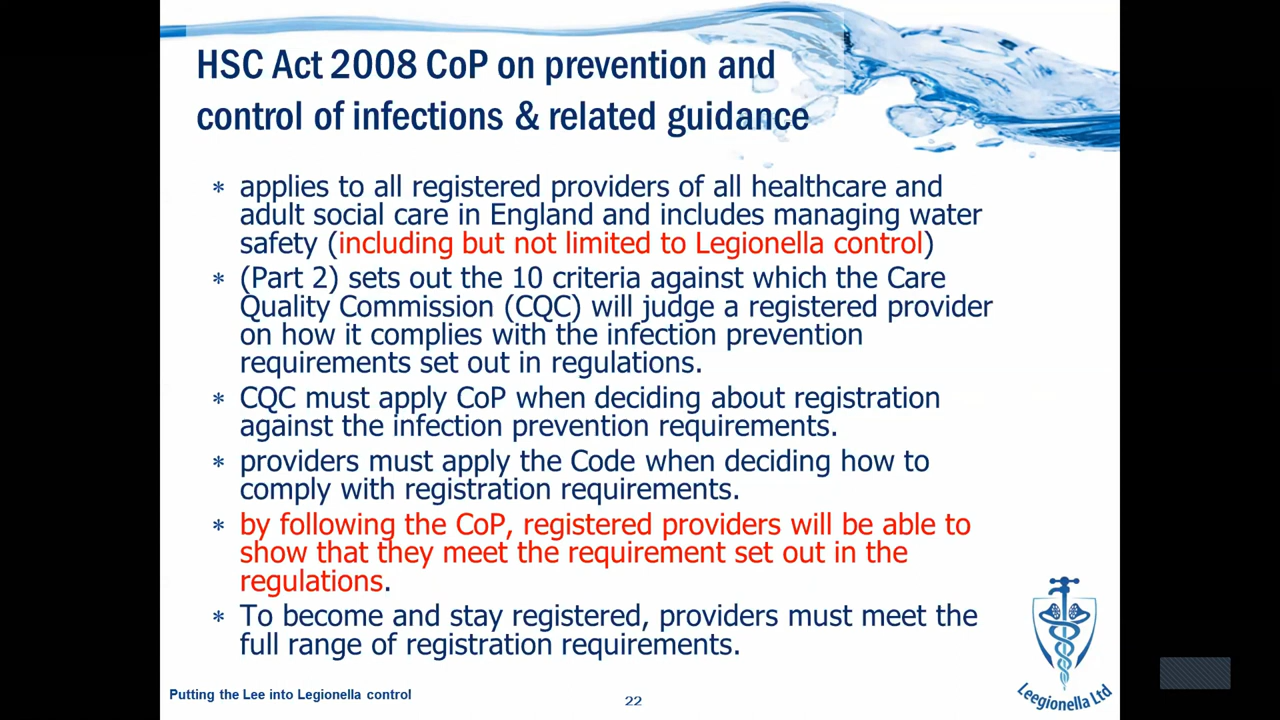 HSC Act 2008 CoP on prevention and
control of infections & related guidance
* applies to all registered providers of all healthcare and
adult social care in England and includes managing water
safety (including but not limited to Legionella control)
* (Part 2) sets out the 10 criteria against which the Care
Quality Commission (CQC) will judge a registered provider
on how it complies with the infection prevention
requirements set out in regulations.
* CQC must apply CoP when deciding about registration
against the infection prevention requirements.
* providers must apply the Code when deciding how to
comply with registration requirements.
* by following the CoP, registered providers will be able to
show that they meet the requirement set out in the
regulations.
* To become and stay registered, providers must meet the
full range of registration requirements.
Putting the Lee into Legionella control
22
Leegionella Ltd